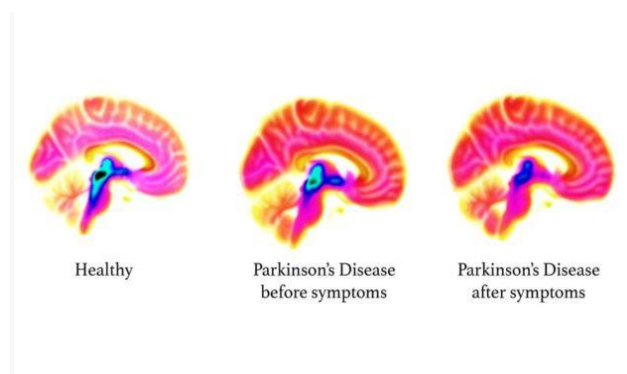 Healthy
Parkinson's Disease
before symptoms
Parkinson's Disease
after symptoms